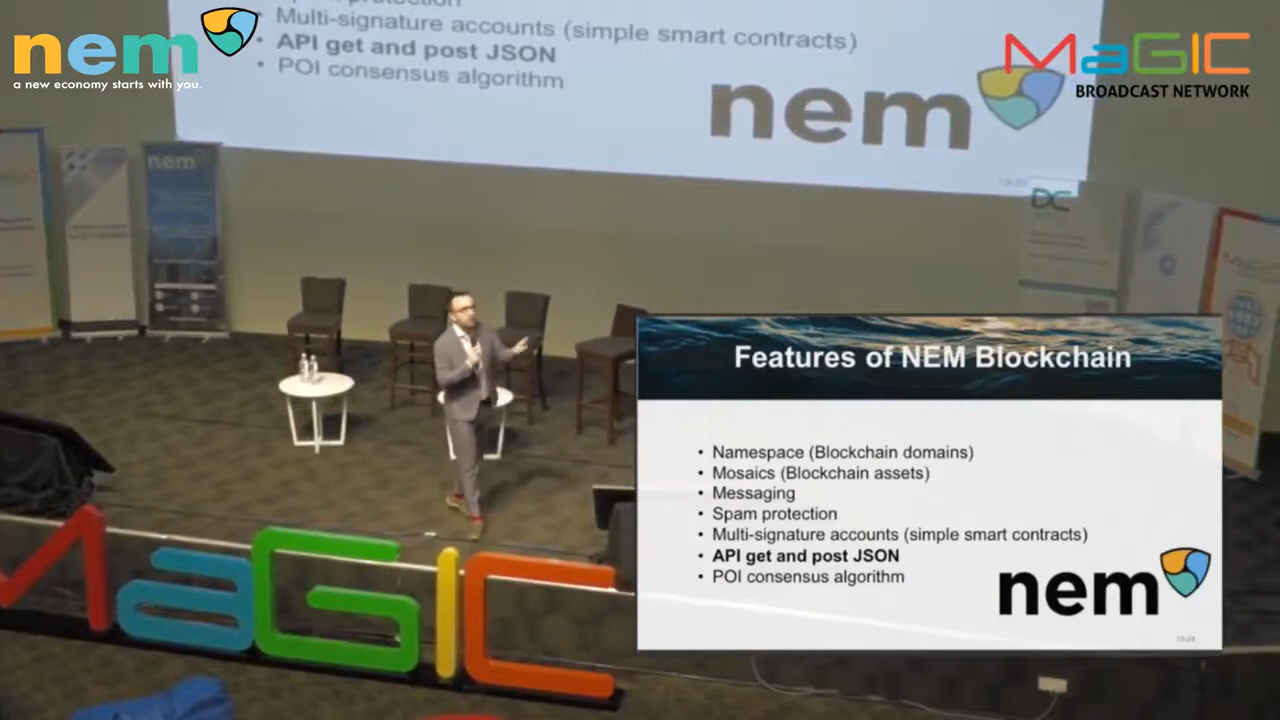 nem
a new economy starts with you.
Multi-signature accounts (simple smart contracts)
• API get and post JSON
• POI consensus algorithm
nem
MaGIC
BROADCAST NETWORK
nem
DC
Features of NEM Blockchain
• Namespace (Blockchain domains)
• Mosaics (Blockchain assets)
• Messaging
• Spam protection
• Multi-signature accounts (simple smart contracts)
• API get and post JSON
• POI consensus algorithm
nem
MaGIC